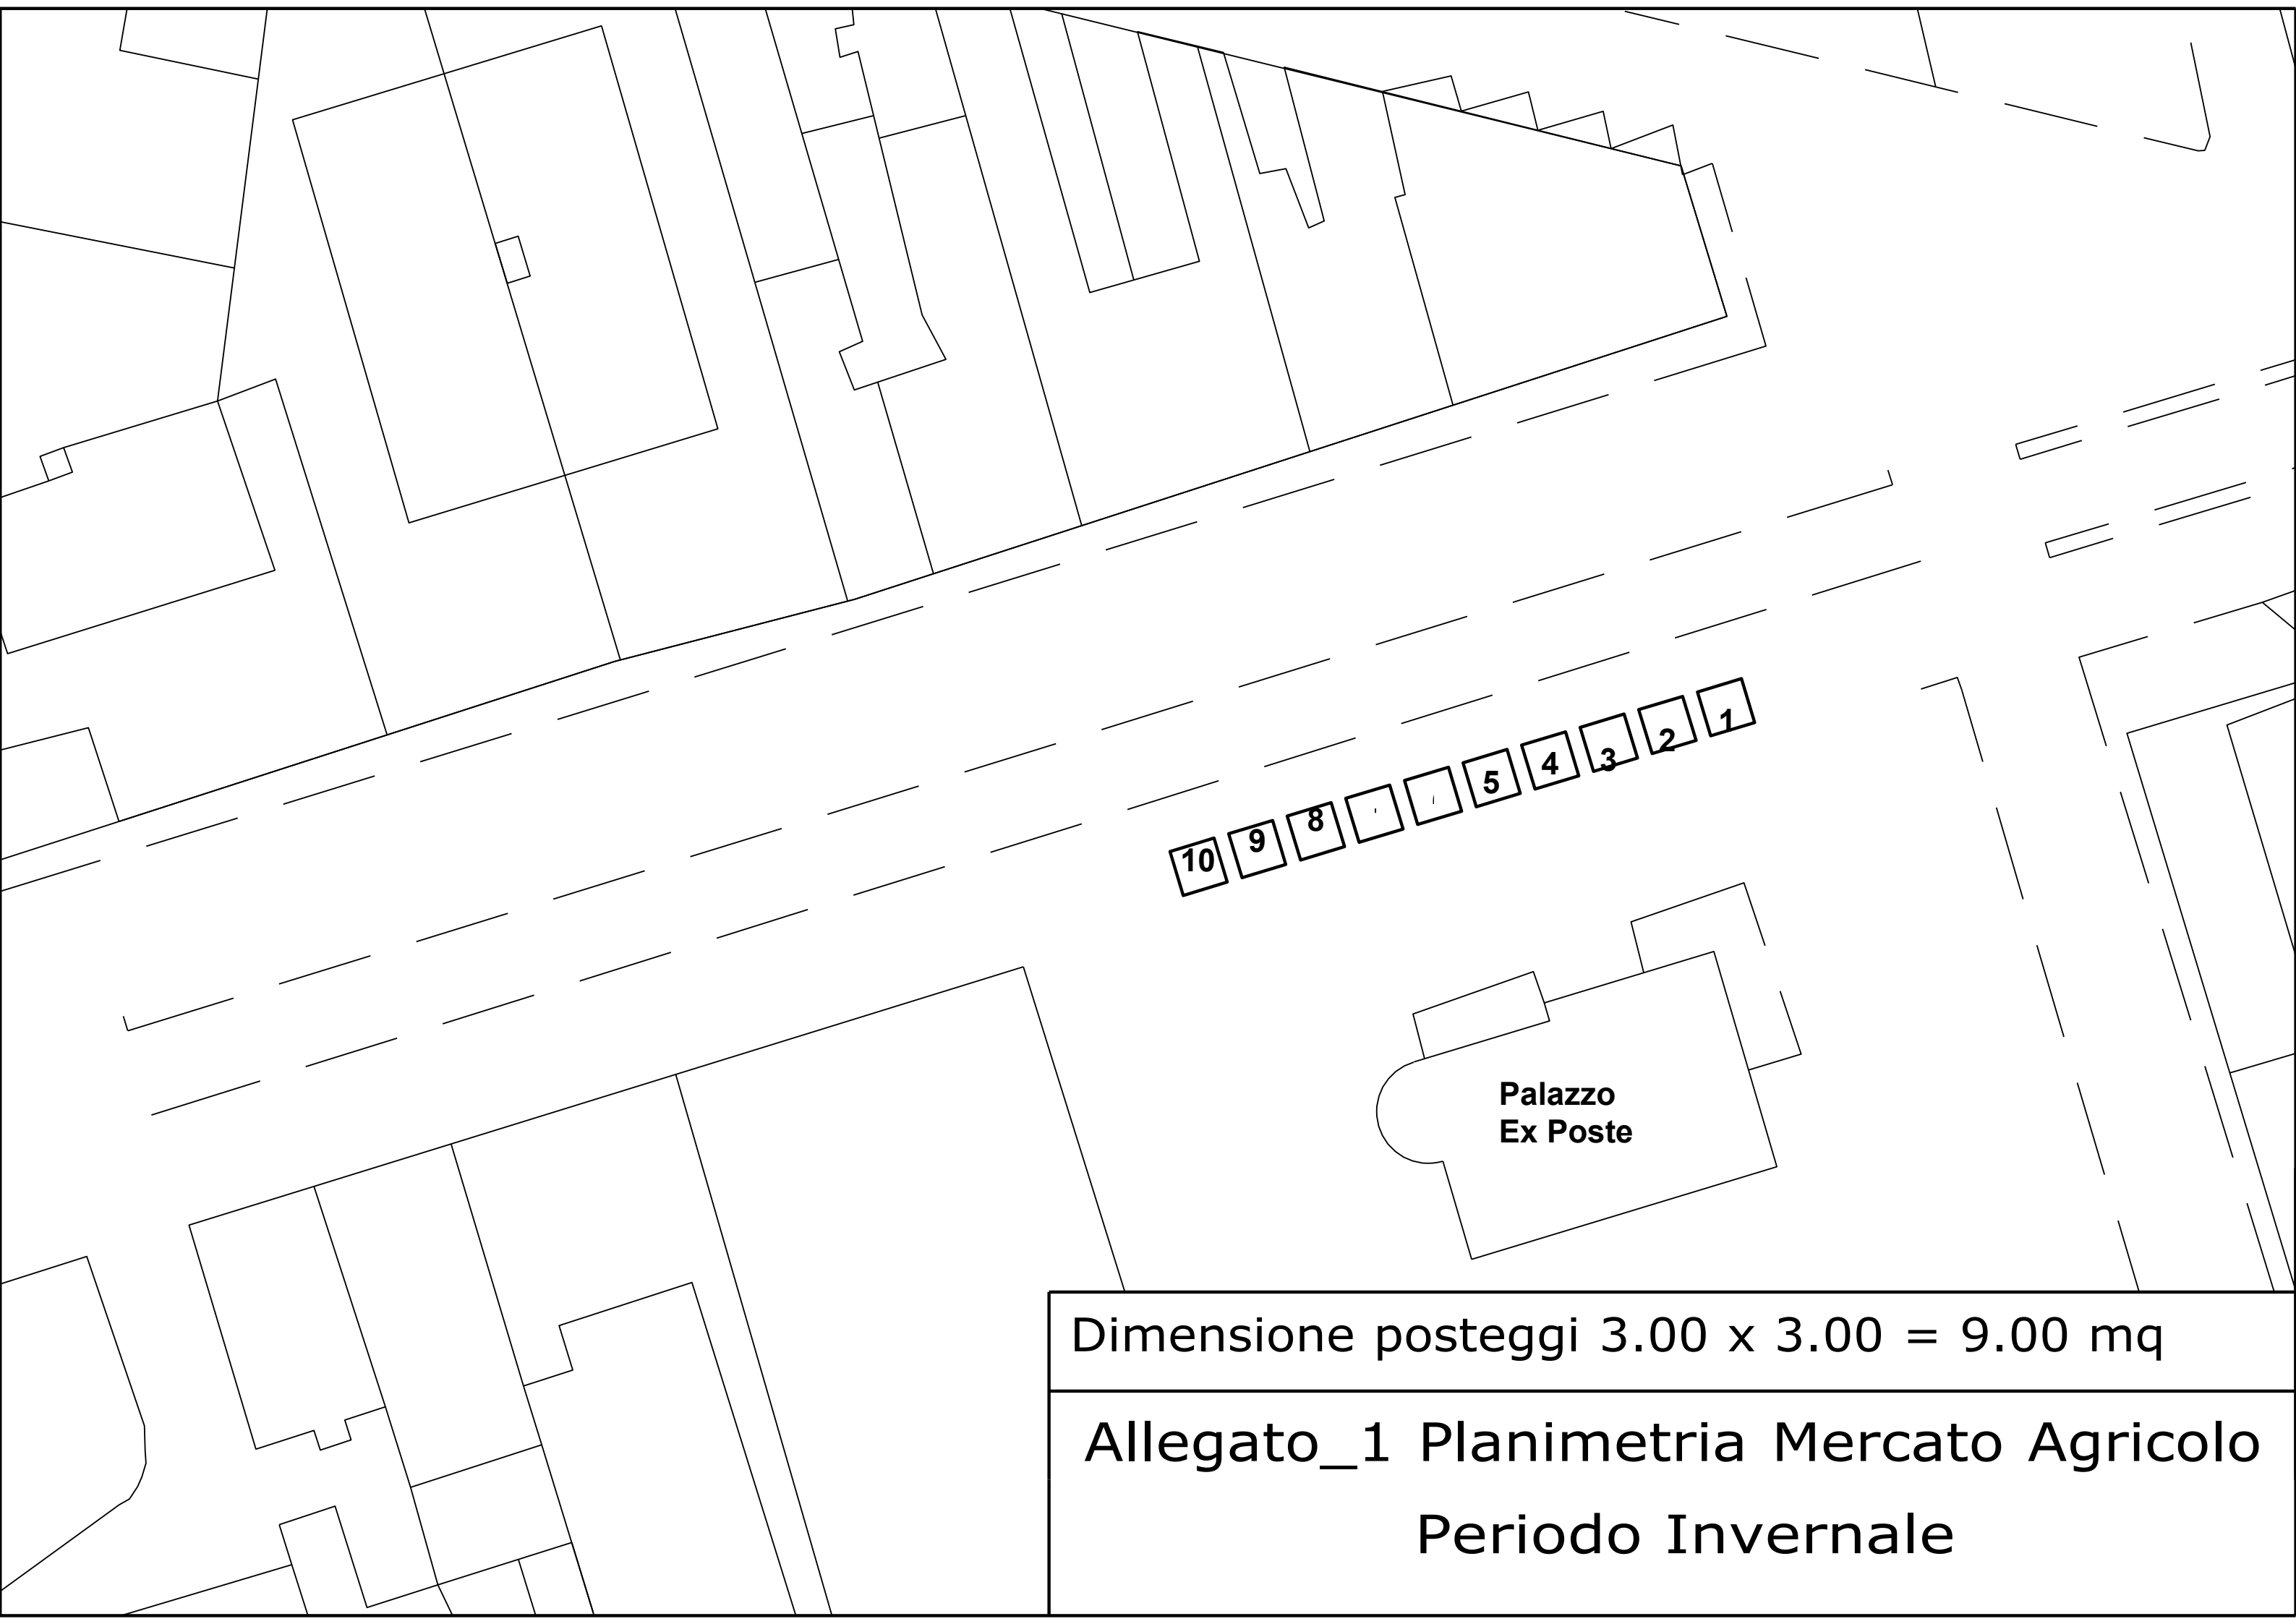 1
2
3
4
5
8
9
10
Palazzo
Ex Poste
Dimensione posteggi 3.00 x 3.00 = 9.00 mq
Allegato_1 Planimetria Mercato Agricolo
Periodo Invernale